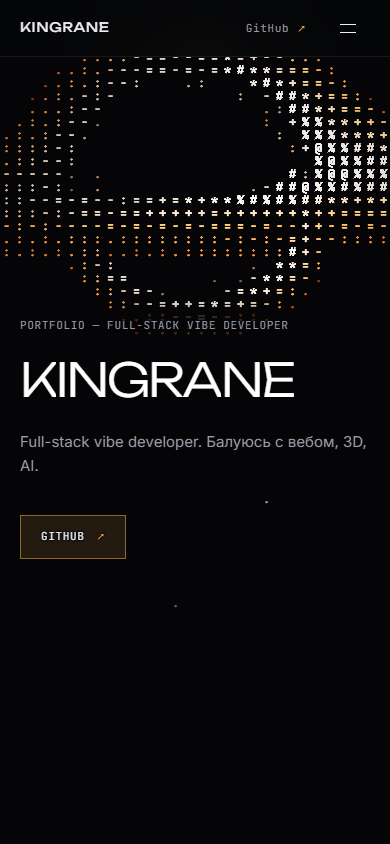 KINGRANE
GitHub ↗
PORTFOLIO — FULL-STACK VIBE DEVELOPER
KINGRANE
Full-stack vibe developer. Балуюсь с вебом, 3D,
AI.
GITHUB ↗